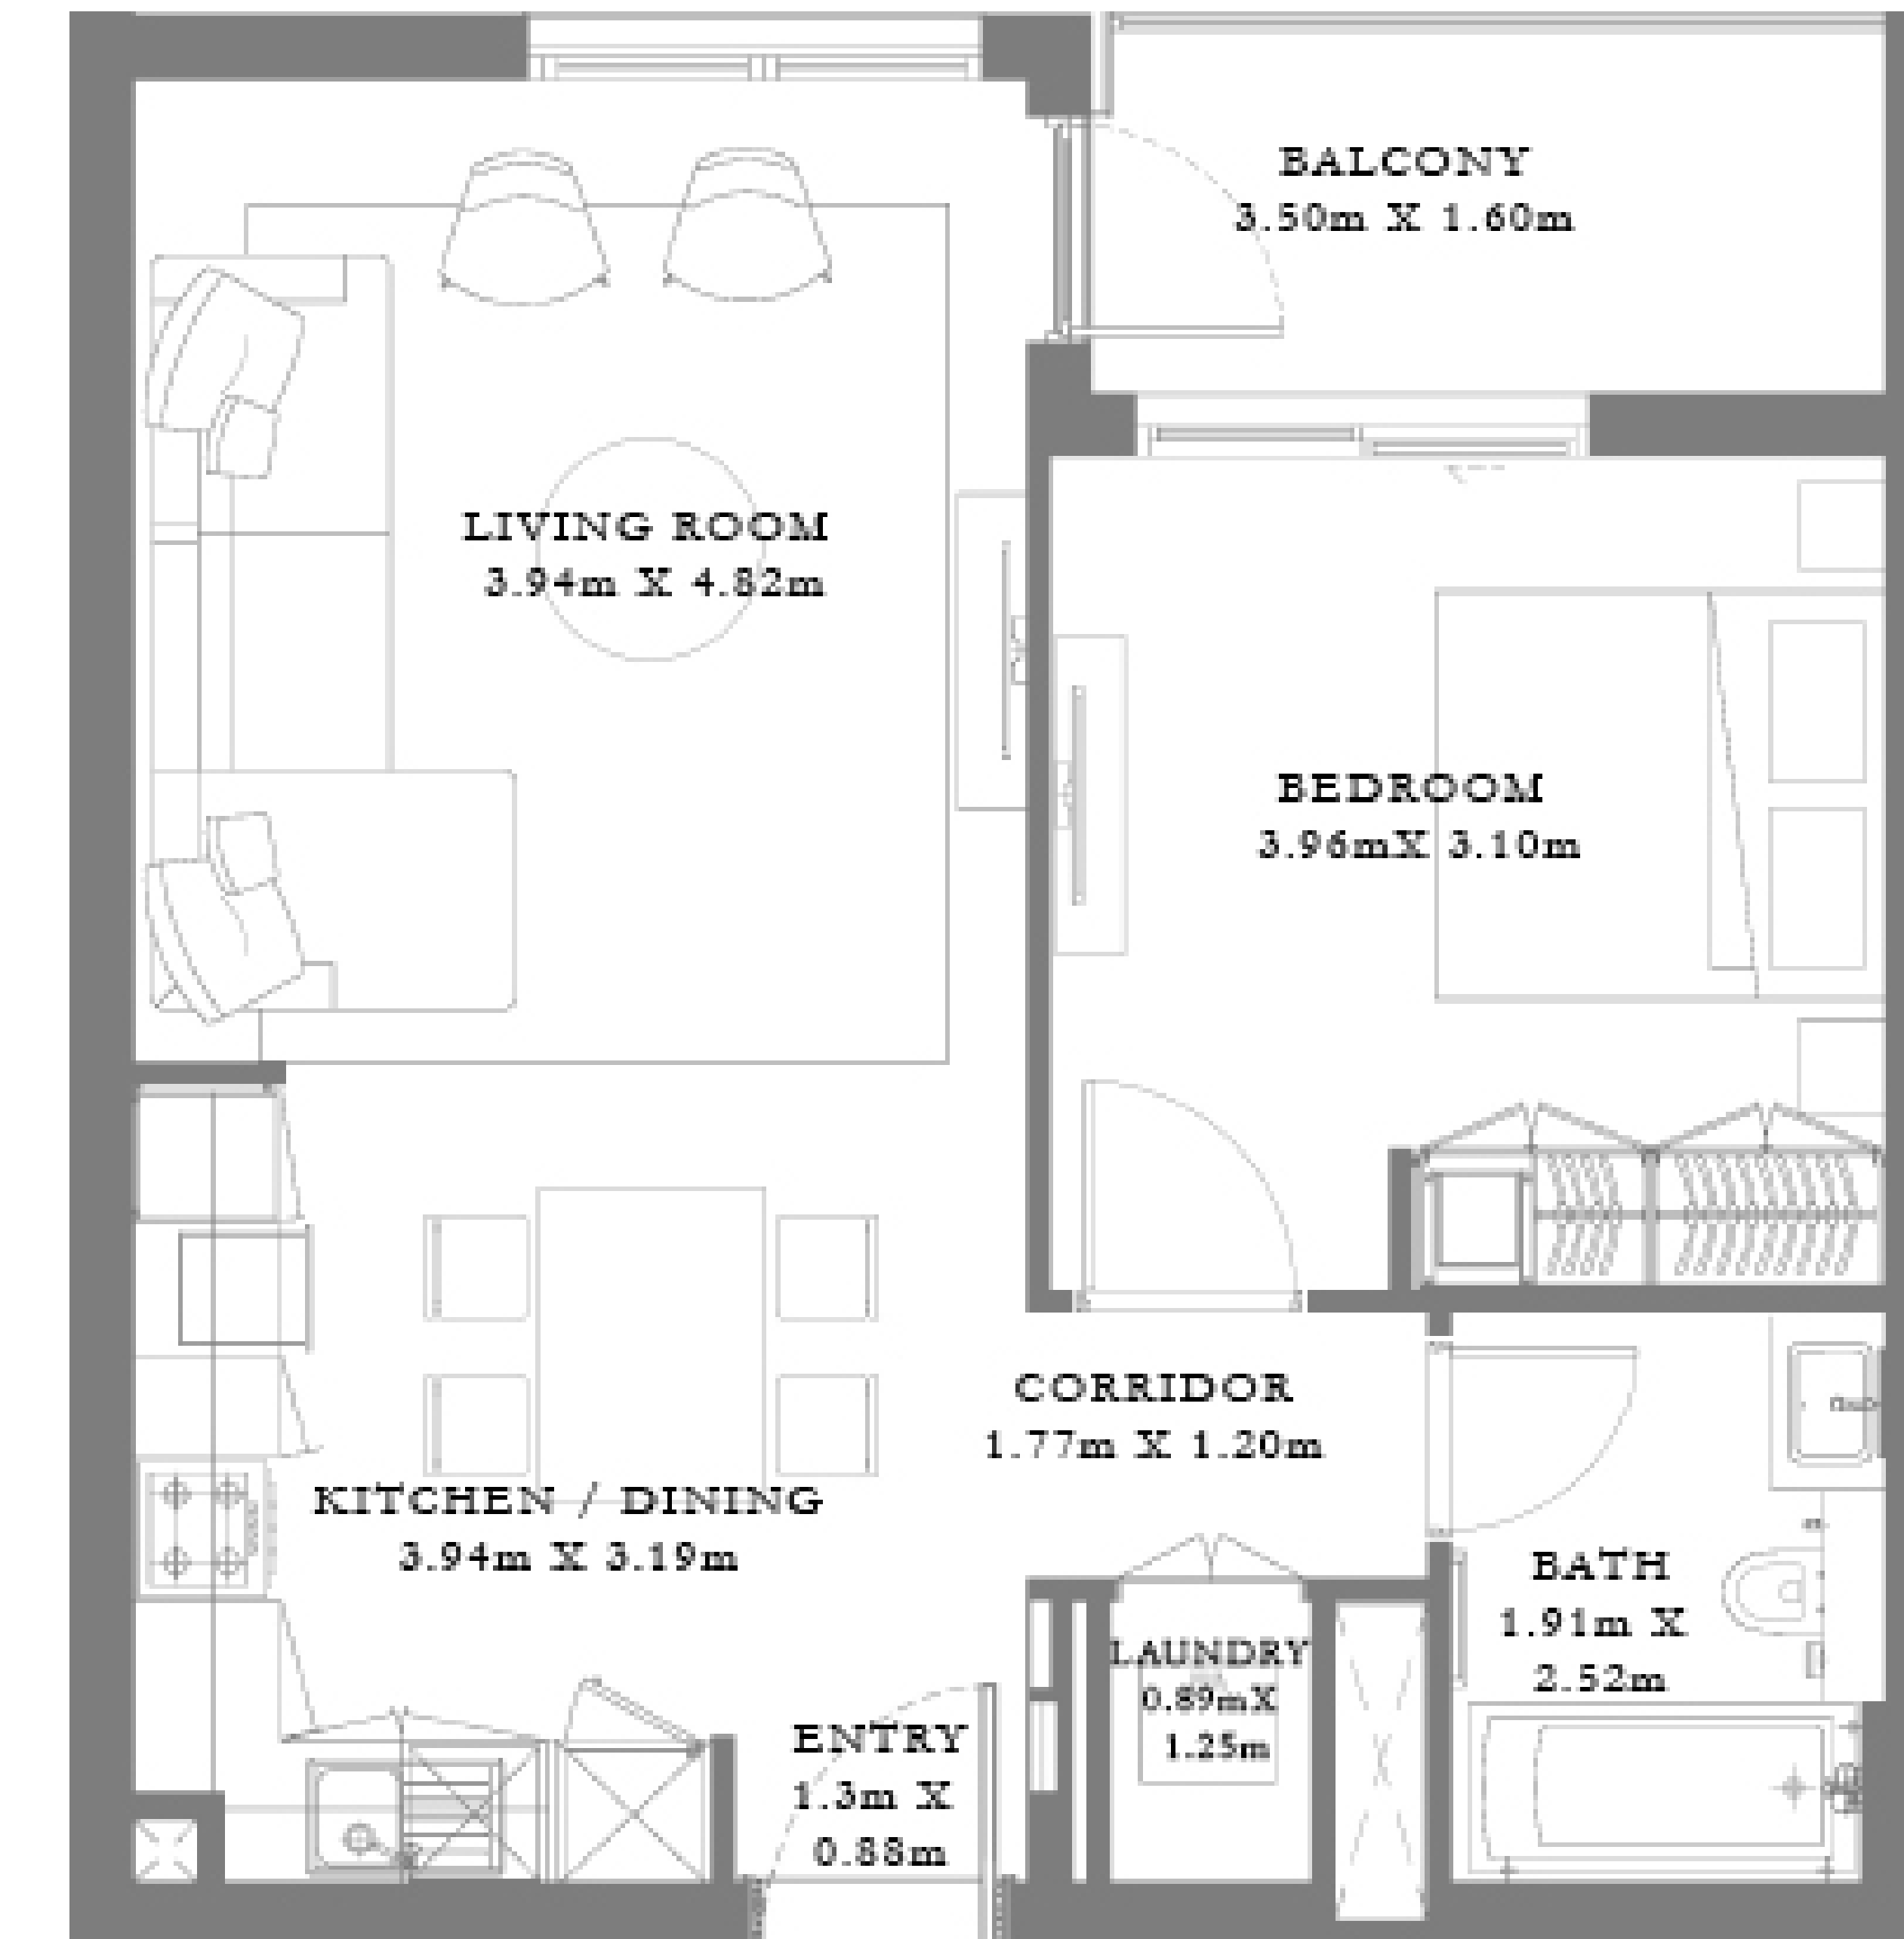 BALCONY
3.50m X 1.60m
LIVING ROOM
3.94m X 4.82m
BEDROOM
3.96mX 3.10m
CORRIDOR
1.77m X 1.20m
KITCHEN / DINING
3.94m X 3.19m
BATH
1.91m X
2.52m
LAUNDRY
0.89mX
1.25m
ENTRY
1.3m X
0.88m